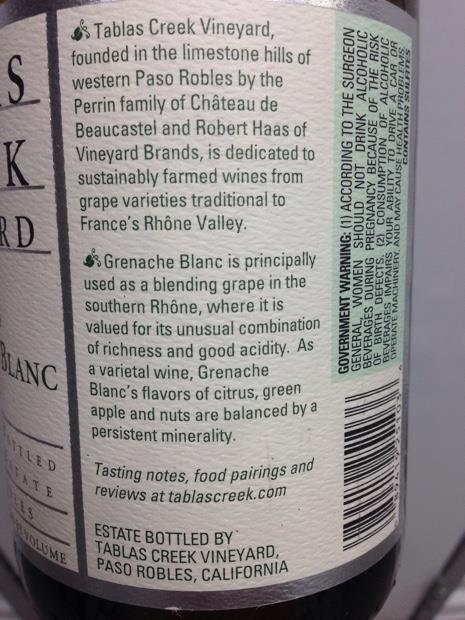 S
K
RD
BLANC
TTLED
TATE
LES
VOLUME
Tablas Creek Vineyard,
founded in the limestone hills of
western Paso Robles by the
Perrin family of Château de
Beaucastel and Robert Haas of
Vineyard Brands, is dedicated to
sustainably farmed wines from
grape varieties traditional to
France's Rhône Valley.
Grenache Blanc is principally
used as a blending grape in the
southern Rhône, where it is
valued for its unusual combination
of richness and good acidity. As
a varietal wine, Grenache
Blanc's flavors of citrus, green
apple and nuts are balanced by a
persistent minerality.
Tasting notes, food pairings and
reviews at tablascreek.com
ESTATE BOTTLED BY
TABLAS CREEK VINEYARD,
PASO ROBLES, CALIFORNIA
GOVERNMENT WARNING: (1) ACCORDING TO THE SURGEON
GENERAL, WOMEN SHOULD NOT DRINK ALCOHOLIC
BEVERAGES DURING PREGNANCY BECAUSE OF THE RISK
OF BIRTH DEFECTS. (2) CONSUMPTION OF ALCOHOLIC
BEVERAGES IMPAIRS YOUR ABILITY TO DRIVE A CAR OR
OPERATE MACHINERY, AND MAY CAUSE HEALTH PROBLEMS.
CONTAINS SULFITES